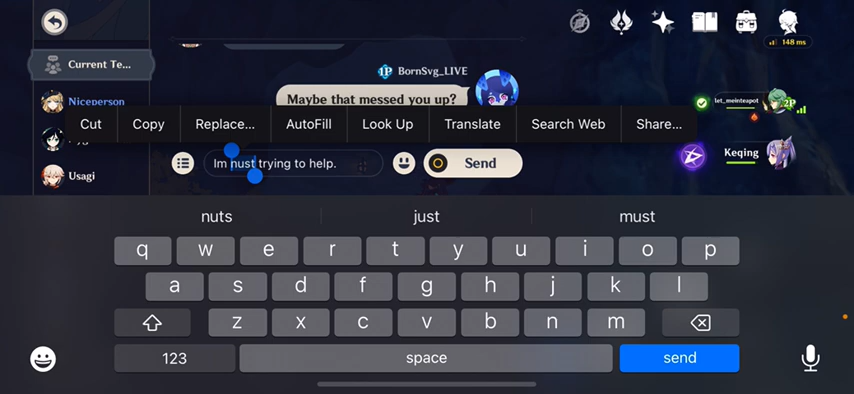 148 ms
Current Te...
1P BornSvg_LIVE
Maybe that messed you up?
Niceperson
let_meinteapot
2P
Cut Copy Replace... AutoFill Look Up Translate Search Web Share...
Keqing
Im nust trying to help.
Send
Usagi
nuts just must
q w e r t y u i o p
a s d f g h j k l
z x c v b n m
123 space send